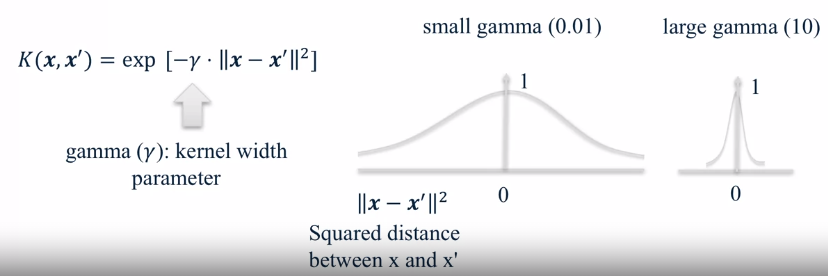 small gamma (0.01)
large gamma (10)
K(x, x′) = exp [−γ · ||x − x′||²]
1
1
gamma (γ): kernel width
parameter
||x − x′||²
0
0
Squared distance
between x and x'